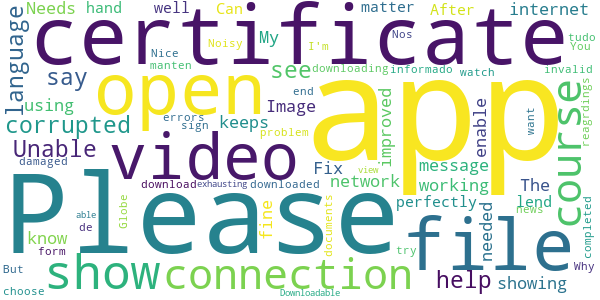 Needs hand well Can After matter internet
language certificate Noisy My I'm Nos tudo
Nice manten You
say open see downloading informado watch invalid
using end Image improved errors sign want reagrdings
corrupted keeps app enable course
Unable video problem Fix message The
damaged network view working lend
download exhausting downloaded perfectly
Please able Globe fine documents file needed news completed
know de try
form show connection help showing Why
But
choose Downloadable